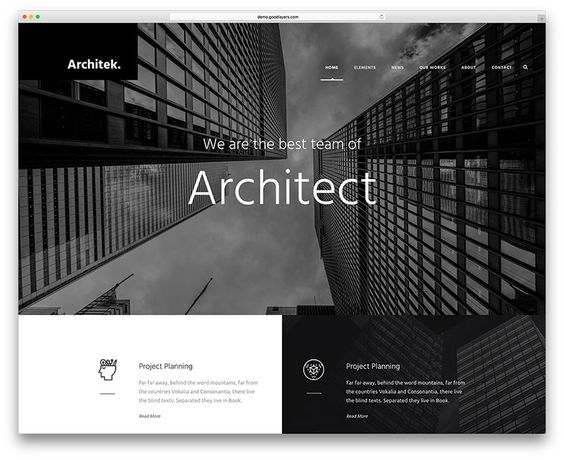 demo.goodlayers.com
Architek.
HOME ELEMENTS NEWS OUR WORKS ABOUT CONTACT
We are the best team of
Architect
Project Planning
Far far away, behind the word mountains, far from
the countries Vokalia and Consonantia, there live
the blind texts. Separated they live in Book.
Read More
Project Planning
Far far away, behind the word mountains, far from
the countries Vokalia and Consonantia, there live
the blind texts. Separated they live in Book.
Read More